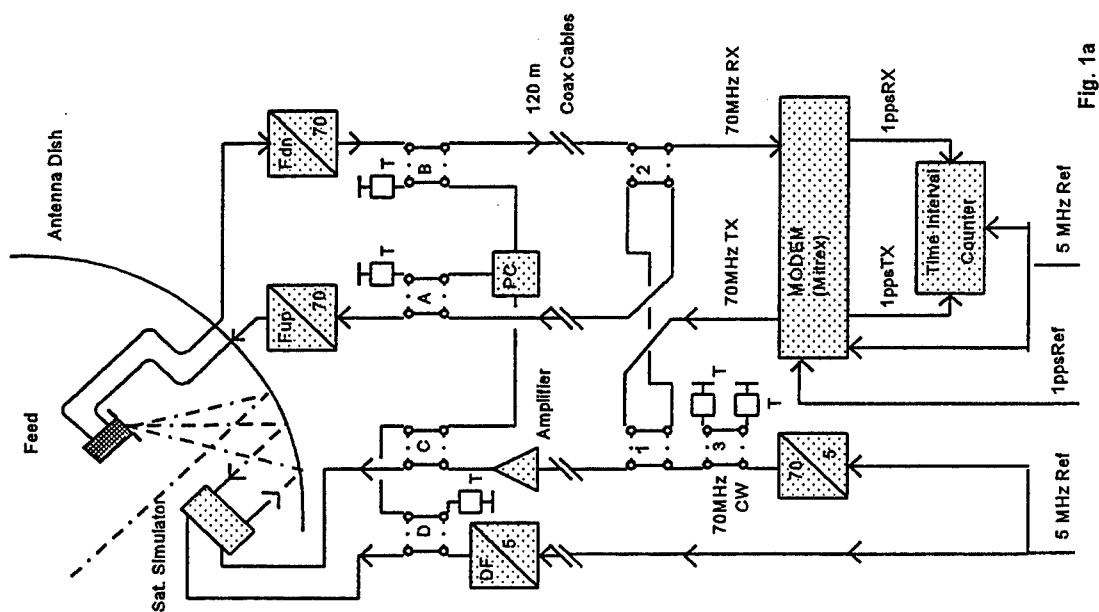 Antenna Dish
Feed
Sat. Simulator
Fdn
70
Fup
70
T
T
B
A
PC
C
D
T
DF
5
Amplifier
120 m
Coax Cables
1
2
3
T
T
70MHz
CW
70
5
70MHz TX
70MHz RX
MODEM
(Mitrex)
1ppsTX
1ppsRX
Time Interval
Counter
5 MHz Ref
1ppsRef
5 MHz Ref
Fig. 1a